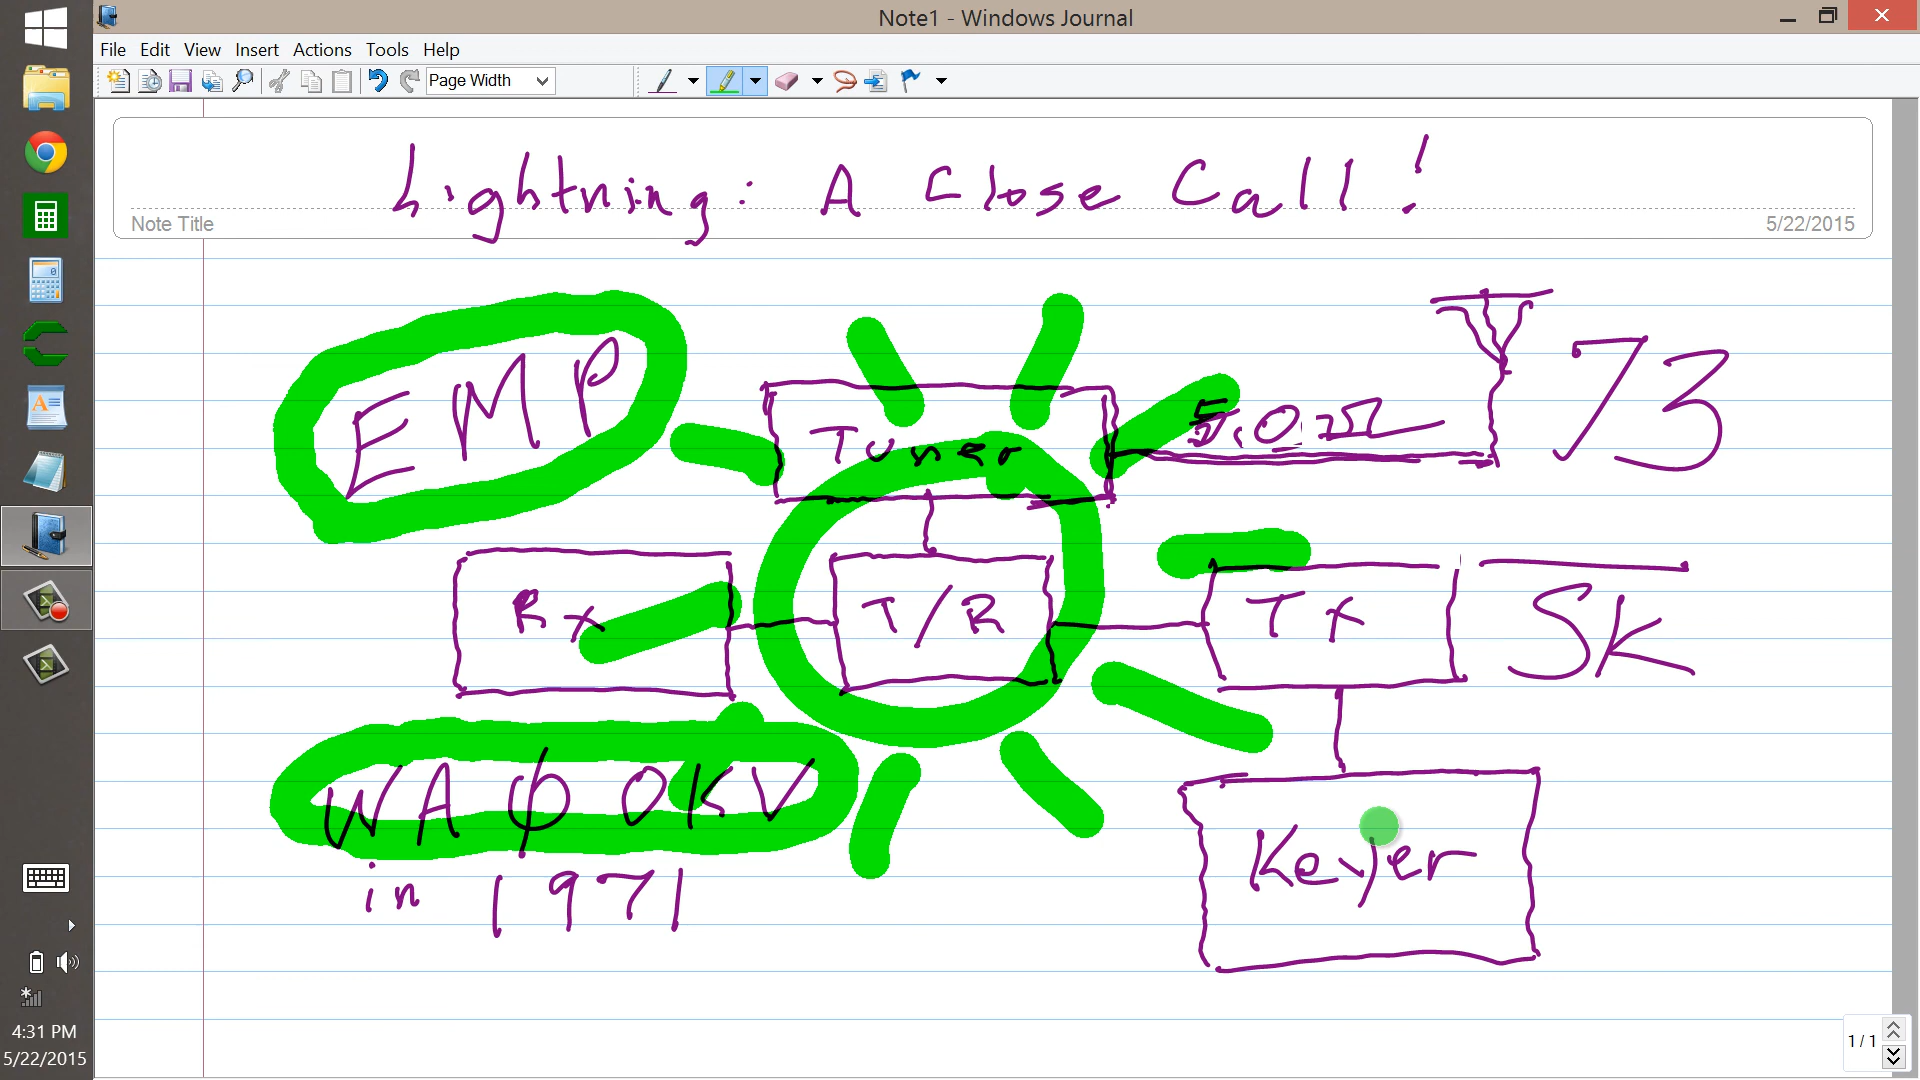 Note1 - Windows Journal
File Edit View Insert Actions Tools Help
Page Width
Lightning: A Close Call!
Note Title
5/22/2015
EMP
Tuner
73
Rx
T/R
Tx
SK
WAØOKV
in 1971
Keyer
4:31 PM
5/22/2015
1 / 1